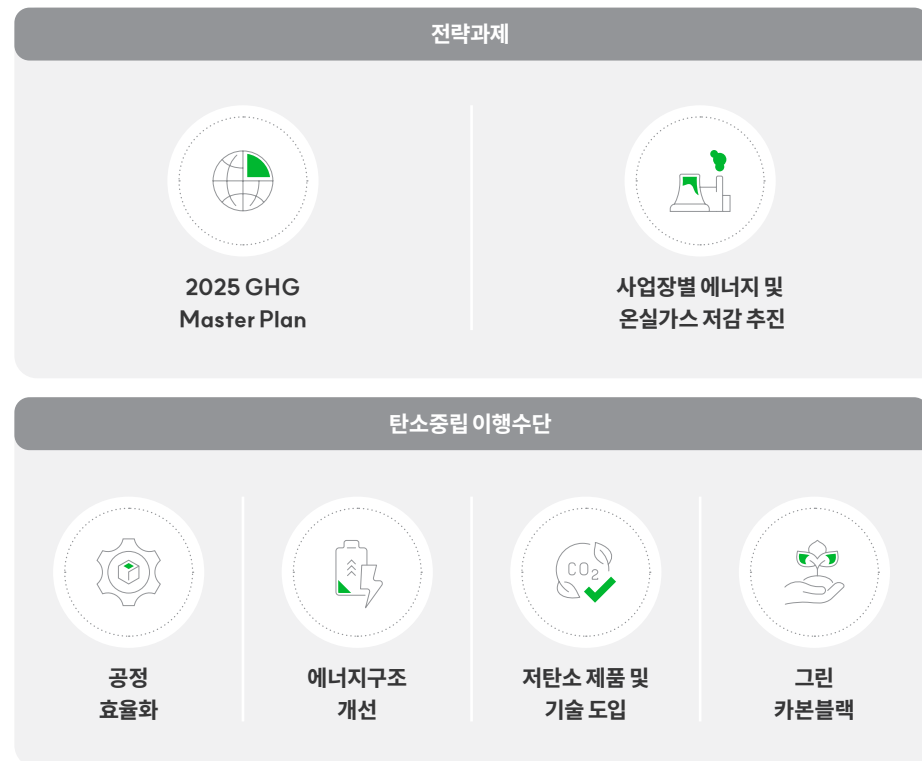 전략과제
2025 GHG
Master Plan
사업장별 에너지 및
온실가스 저감 추진
탄소중립 이행수단
CO2
공정
효율화
에너지구조
개선
저탄소 제품 및
기술 도입
그린
카본블랙